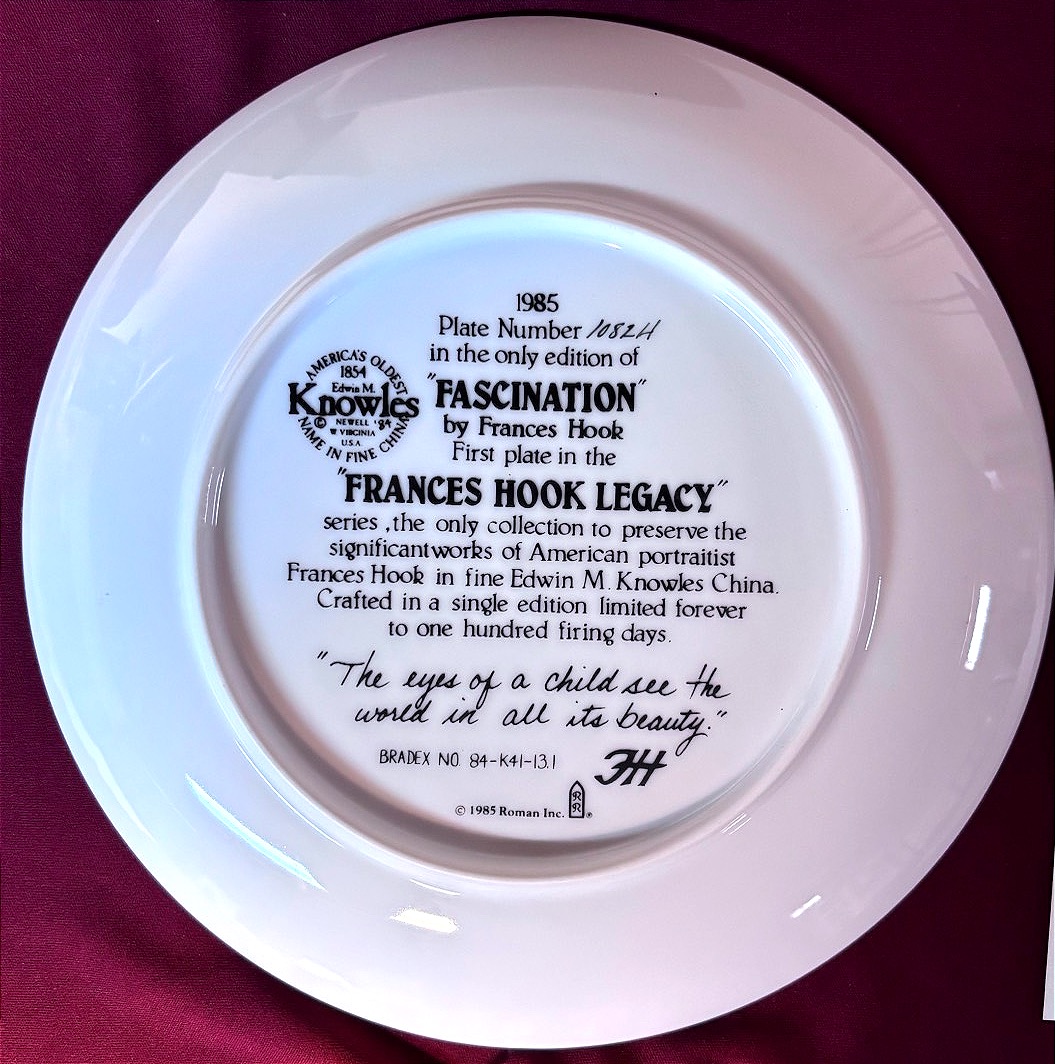 1985
Plate Number 10824
in the only edition of
"FASCINATION"
by Frances Hook
First plate in the
"FRANCES HOOK LEGACY"
series ,the only collection to preserve the
significantworks of American portraitist
Frances Hook in fine Edwin M. Knowles China.
Crafted in a single edition limited forever
to one hundred firing days.
"The eyes of a child see the
world in all its beauty."
FH
BRADEX NO. 84-K41-13.1
© 1985 Roman Inc.
RR
®
AMERICA'S OLDEST
1854
Edwin M.
Knowles
© NEWELL '84
W VIRGINIA
U.S.A.
NAME IN FINE CHINA